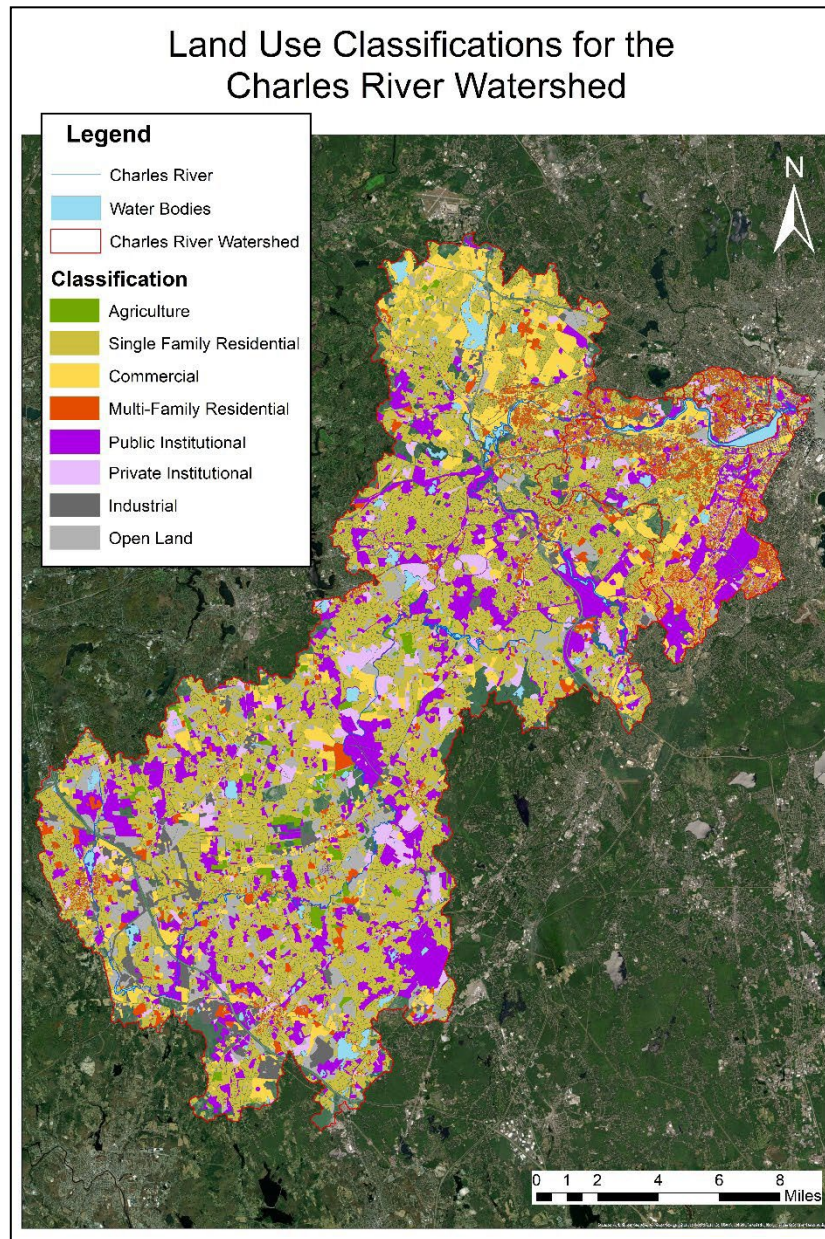 Land Use Classifications for the
Charles River Watershed
Legend
Charles River
Water Bodies
Charles River Watershed
Classification
Agriculture
Single Family Residential
Commercial
Multi-Family Residential
Public Institutional
Private Institutional
Industrial
Open Land
N
0 1 2 4 6 8
Miles